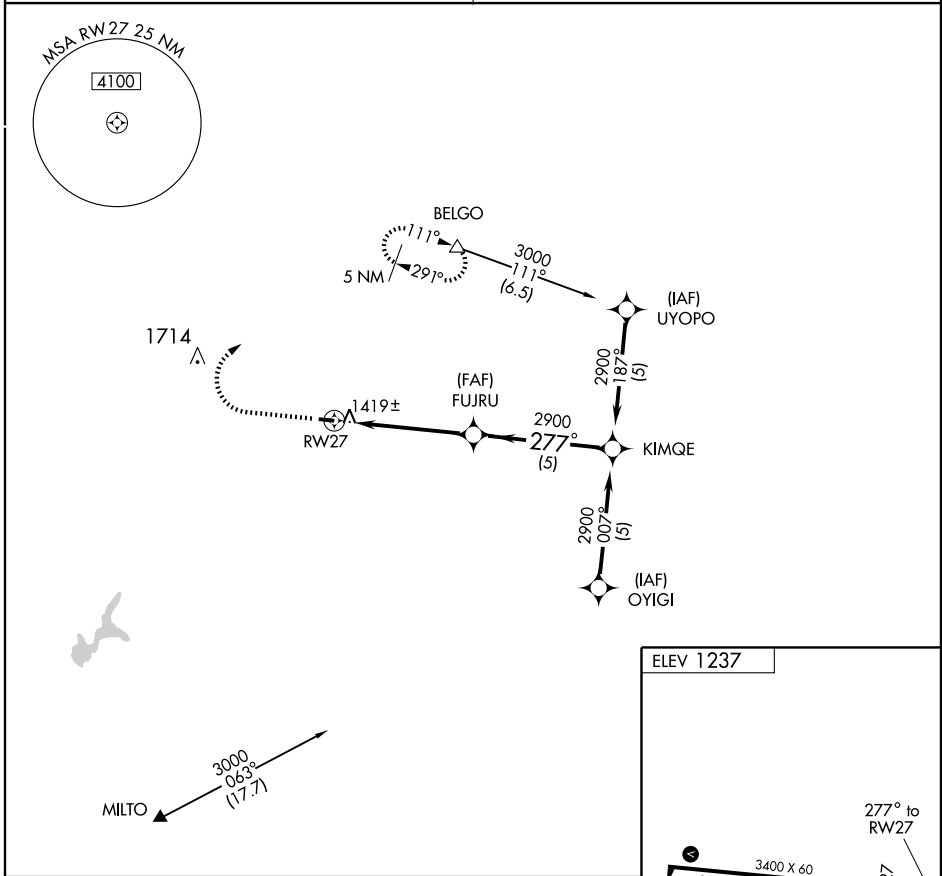 MSA RW27 25 NM
4100
BELGO
111°
291°
5 NM
3000
111°
(6.5)
(IAF)
UYOPO
2900
187°
(5)
1714
1419±
RW27
(FAF)
FUJRU
2900
277°
(5)
KIMQE
2900
007°
(5)
(IAF)
OYIGI
ELEV 1237
3000
063°
(17.7)
MILTO
277° to
RW27
V
3400 X 60